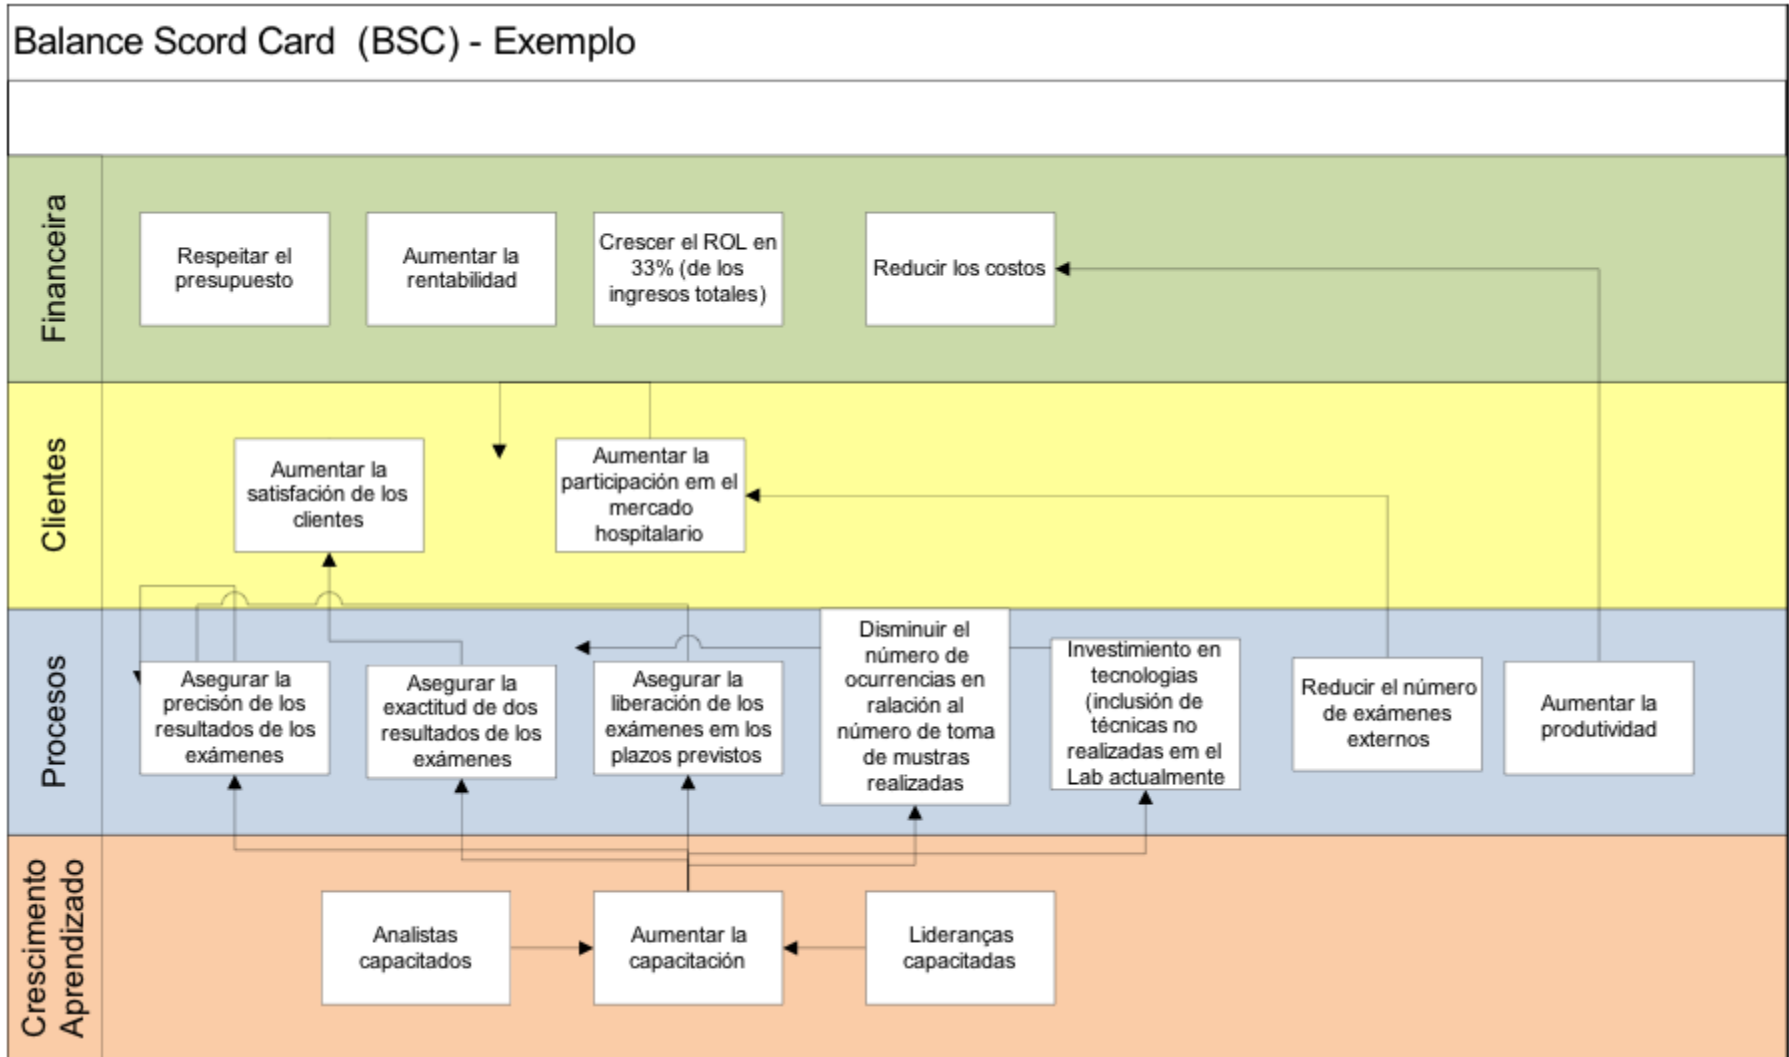 Balance Scord Card (BSC) - Exemplo
Financeira
Respeitar el
presupuesto
Aumentar la
rentabilidad
Crescer el ROL en
33% (de los
ingresos totales)
Reducir los costos
Clientes
Aumentar la
satisfación de los
clientes
Aumentar la
participación em el
mercado
hospitalario
Procesos
Asegurar la
precisón de los
resultados de los
exámenes
Asegurar la
exactitud de dos
resultados de los
exámenes
Asegurar la
liberación de los
exámenes em los
plazos previstos
Disminuir el
número de
ocurrencias en
ralación al
número de toma
de mustras
realizadas
Investimiento en
tecnologias
(inclusión de
técnicas no
realizadas em el
Lab actualmente
Reducir el número
de exámenes
externos
Aumentar la
produtividad
Crescimento
Aprendizado
Analistas
capacitados
Aumentar la
capacitación
Lideranças
capacitadas